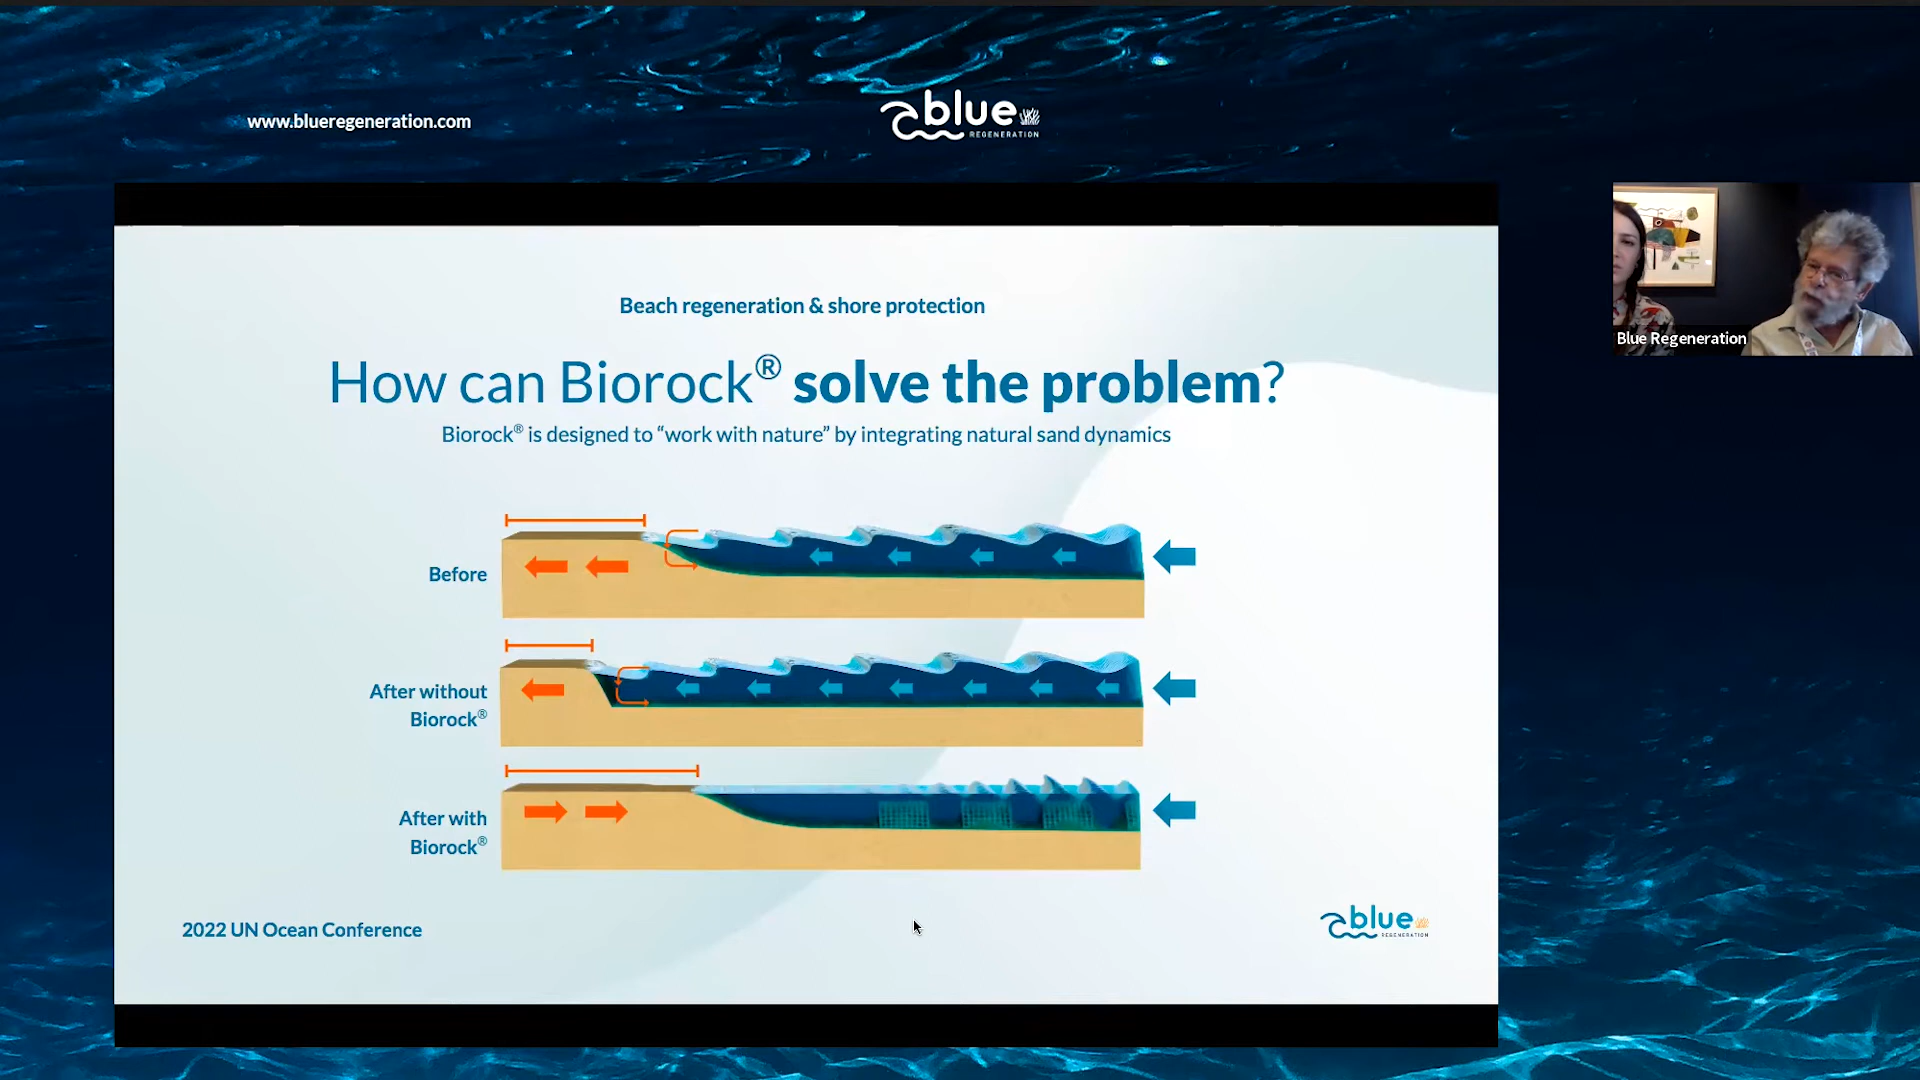 www.blueregeneration.com
blue
REGENERATION
Blue Regeneration
Beach regeneration & shore protection
How can Biorock® solve the problem?
Biorock® is designed to “work with nature” by integrating natural sand dynamics
Before
After without
Biorock®
After with
Biorock®
2022 UN Ocean Conference
blue
REGENERATION